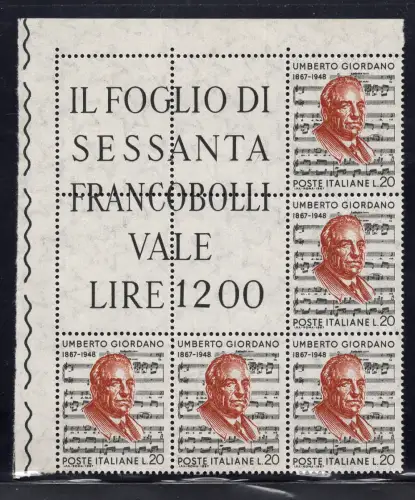 IL FOGLIO DI
SESSANTA
FRANCOBOLLI
VALE
LIRE 1200
UMBERTO GIORDANO
1867-1948
POSTE ITALIANE L.20
UMBERTO GIORDANO
1867-1948
POSTE ITALIANE L.20
UMBERTO GIORDANO
1867-1948
POSTE ITALIANE L.20
UMBERTO GIORDANO
1867-1948
POSTE ITALIANE L.20
UMBERTO GIORDANO
1867-1948
POSTE ITALIANE L.20